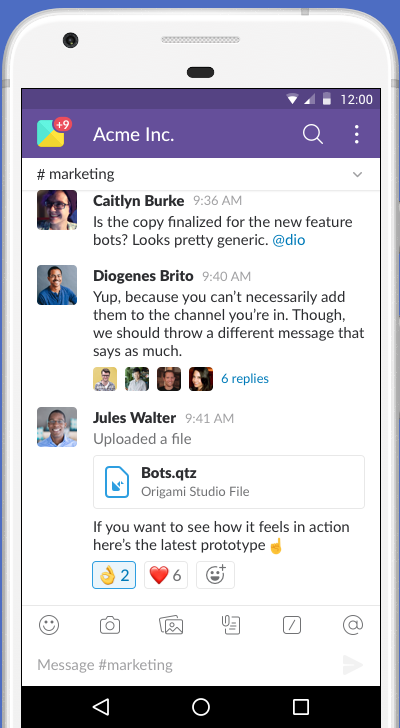 12:00
+9
Acme Inc.
# marketing
Caitlyn Burke 9:36 AM
Is the copy finalized for the new feature
bots? Looks pretty generic. @dio
Diogenes Brito 9:40 AM
Yup, because you can’t necessarily add
them to the channel you’re in. Though,
we should throw a different message that
says as much.
6 replies
Jules Walter 9:41 AM
Uploaded a file
Bots.qtz
Origami Studio File
If you want to see how it feels in action
here’s the latest prototype ☝️
👌 2 ❤️ 6
Message #marketing